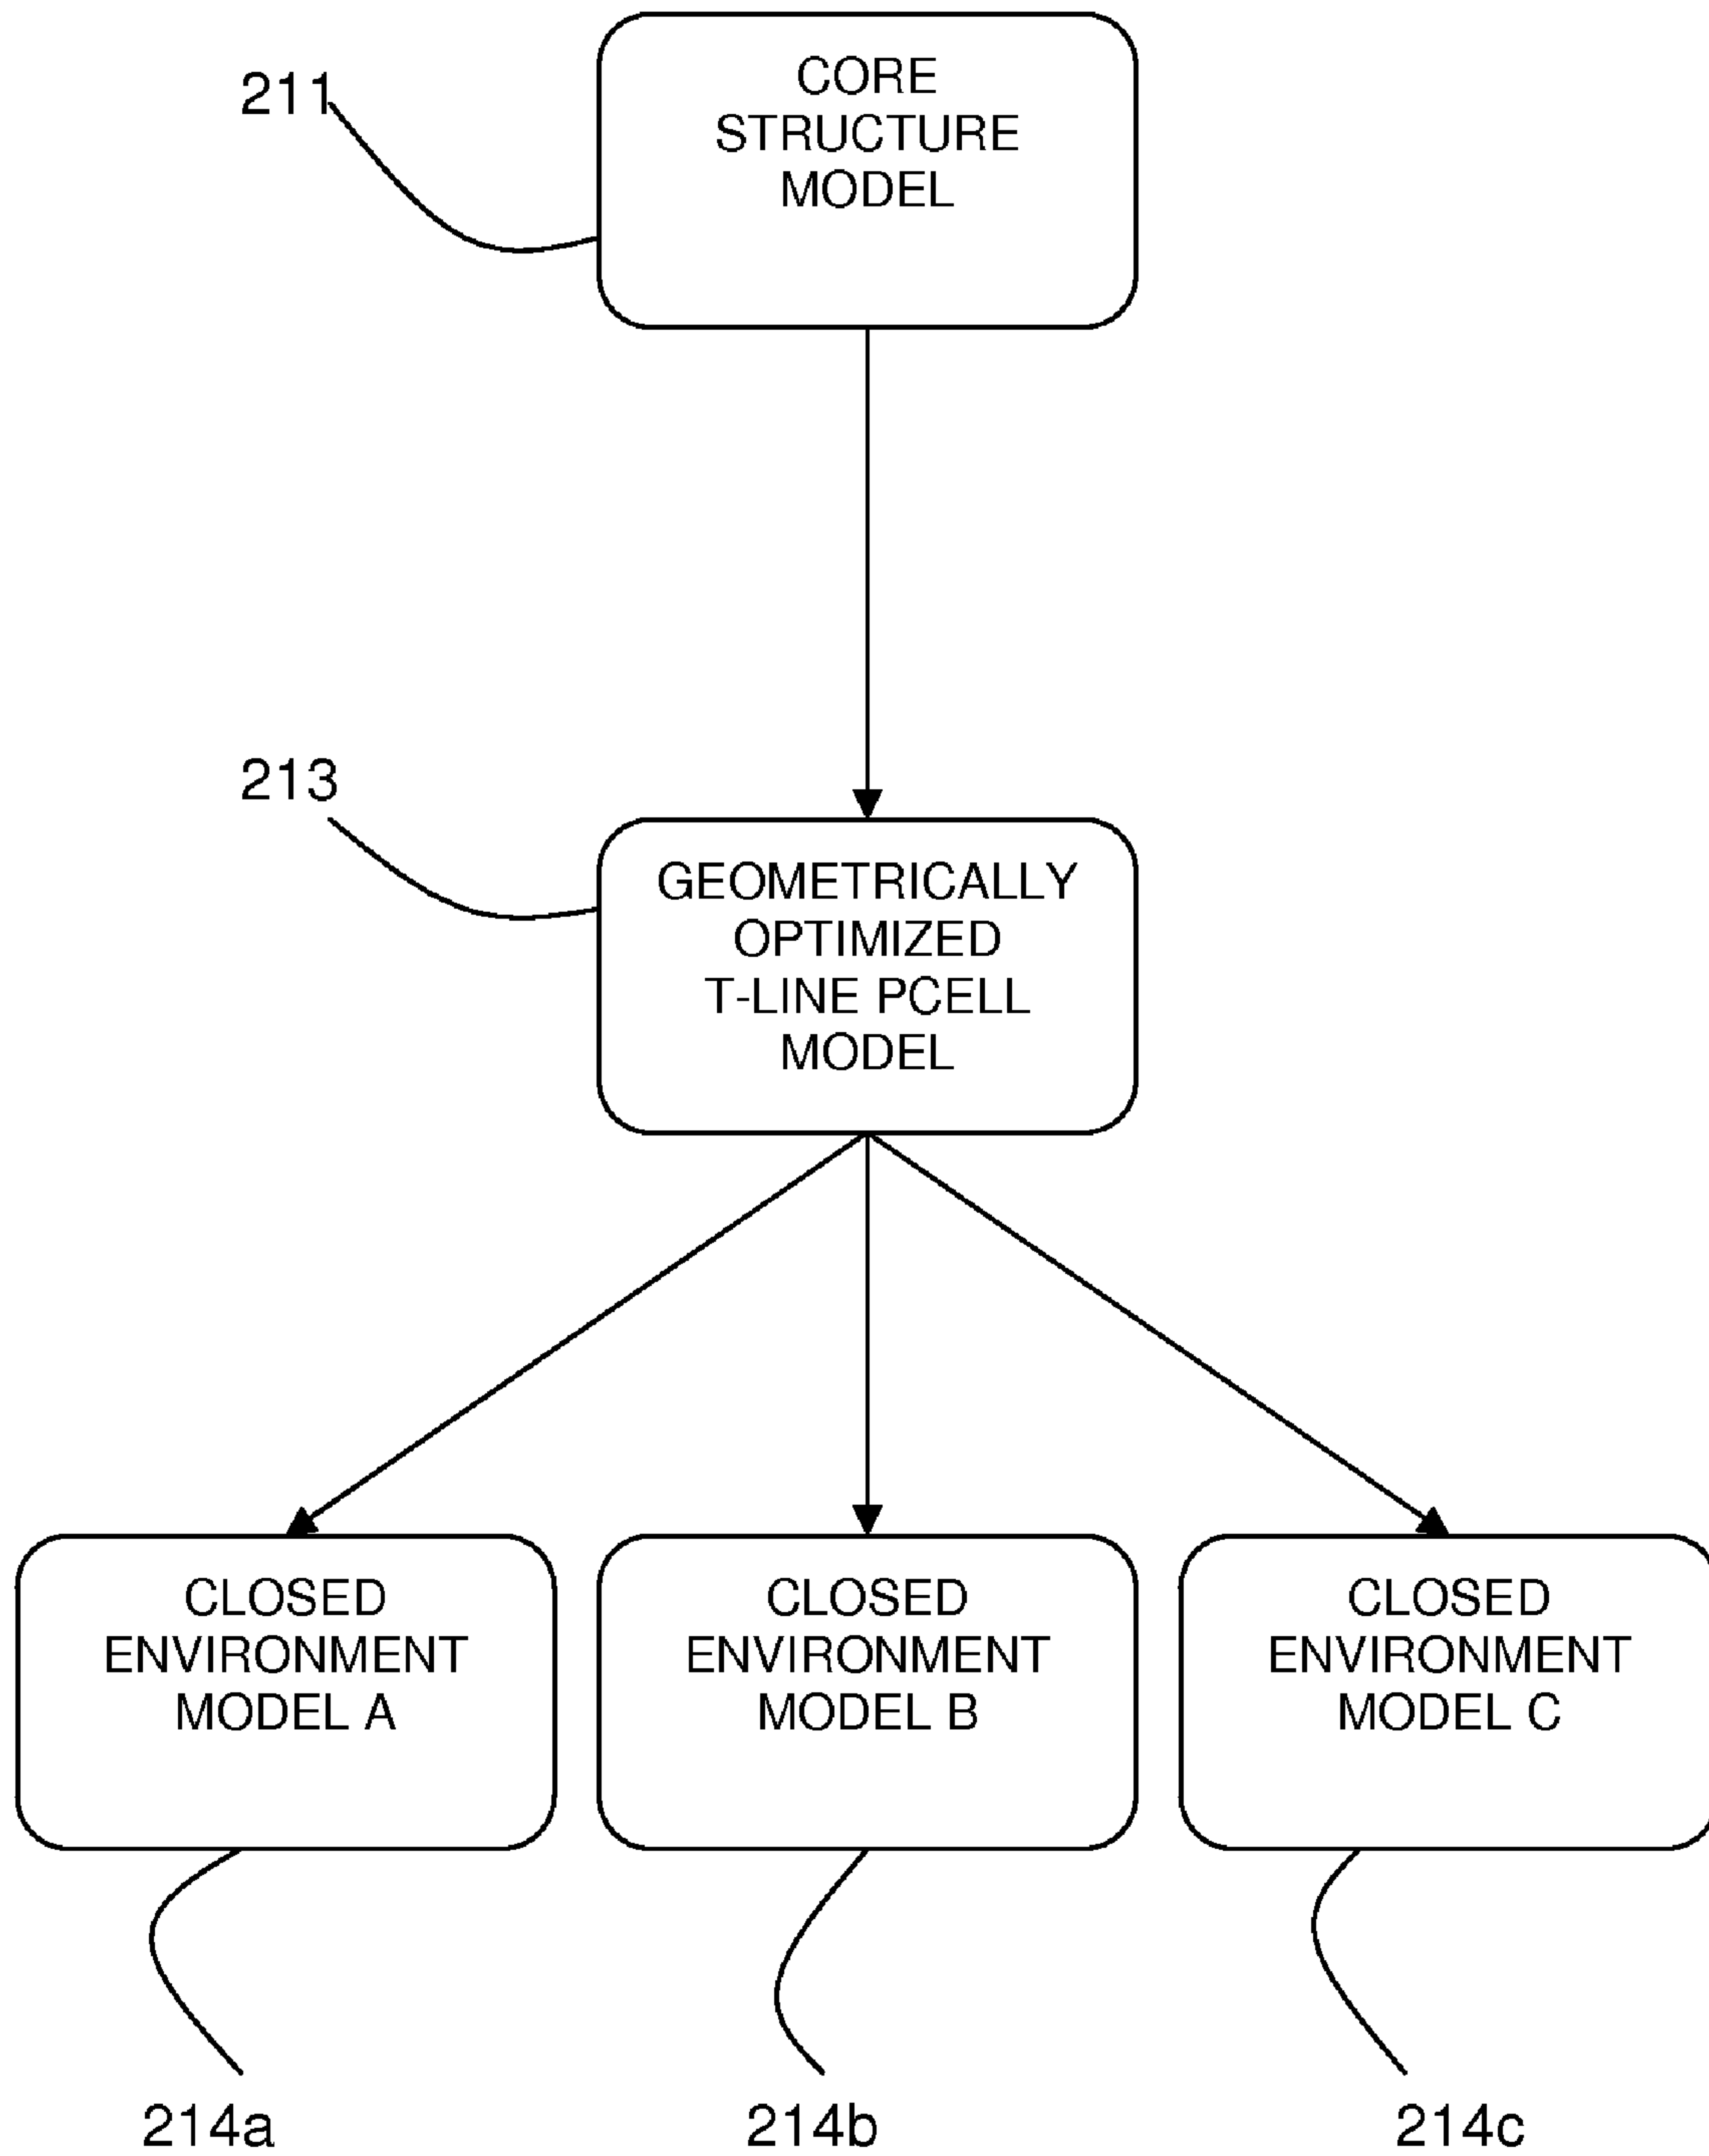 211
CORE
STRUCTURE
MODEL
213
GEOMETRICALLY
OPTIMIZED
T-LINE PCELL
MODEL
CLOSED
ENVIRONMENT
MODEL A
CLOSED
ENVIRONMENT
MODEL B
CLOSED
ENVIRONMENT
MODEL C
214a
214b
214c